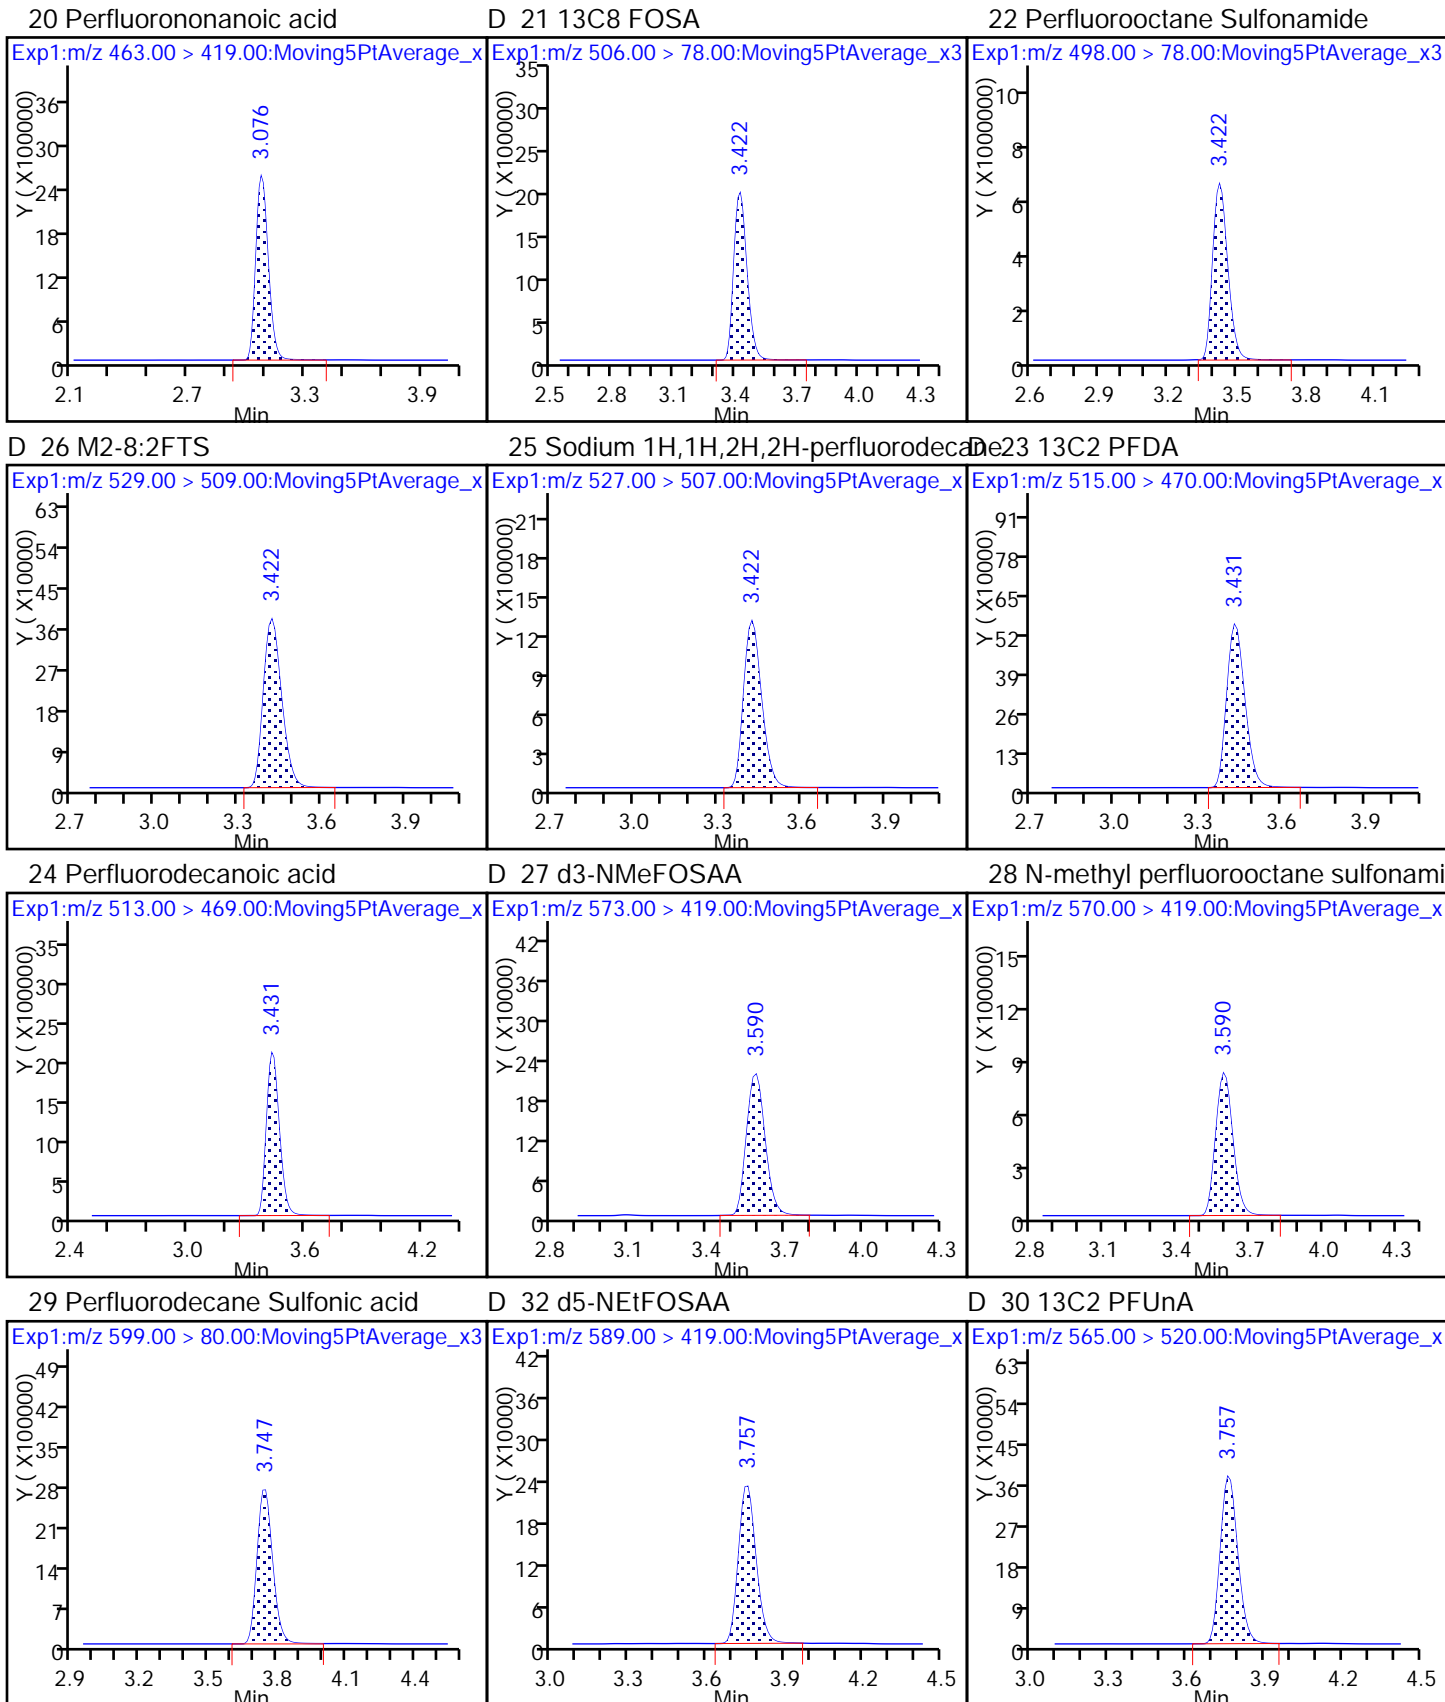 20 Perfluorononanoic acid
Exp1:m/z 463.00 > 419.00:Moving5PtAverage_x
Y ( X100000)
36
30
24
18
12
6
0
3.076
2.1 2.7 3.3 3.9
Min
D 21 13C8 FOSA
Exp1:m/z 506.00 > 78.00:Moving5PtAverage_x3
Y ( X100000)
35
30
25
20
15
10
5
0
3.422
2.5 2.8 3.1 3.4 3.7 4.0 4.3
Min
22 Perfluorooctane Sulfonamide
Exp1:m/z 498.00 > 78.00:Moving5PtAverage_x3
Y ( X1000000)
10
8
6
4
2
0
3.422
2.6 2.9 3.2 3.5 3.8 4.1
Min
D 26 M2-8:2FTS
Exp1:m/z 529.00 > 509.00:Moving5PtAverage_x
Y ( X10000)
63
54
45
36
27
18
9
0
3.422
2.7 3.0 3.3 3.6 3.9
Min
25 Sodium 1H,1H,2H,2H-perfluorodecane
Exp1:m/z 527.00 > 507.00:Moving5PtAverage_x
Y ( X100000)
21
18
15
12
9
6
3
0
3.422
2.7 3.0 3.3 3.6 3.9
Min
D 23 13C2 PFDA
Exp1:m/z 515.00 > 470.00:Moving5PtAverage_x
Y ( X10000)
91
78
65
52
39
26
13
0
3.431
2.7 3.0 3.3 3.6 3.9
Min
24 Perfluorodecanoic acid
Exp1:m/z 513.00 > 469.00:Moving5PtAverage_x
Y ( X100000)
35
30
25
20
15
10
5
0
3.431
2.4 3.0 3.6 4.2
Min
D 27 d3-NMeFOSAA
Exp1:m/z 573.00 > 419.00:Moving5PtAverage_x
Y ( X10000)
42
36
30
24
18
12
6
0
3.590
2.8 3.1 3.4 3.7 4.0 4.3
Min
28 N-methyl perfluorooctane sulfonami
Exp1:m/z 570.00 > 419.00:Moving5PtAverage_x
Y ( X100000)
15
12
9
6
3
0
3.590
2.8 3.1 3.4 3.7 4.0 4.3
Min
29 Perfluorodecane Sulfonic acid
Exp1:m/z 599.00 > 80.00:Moving5PtAverage_x3
Y ( X100000)
49
42
35
28
21
14
7
0
3.747
2.9 3.2 3.5 3.8 4.1 4.4
Min
D 32 d5-NEtFOSAA
Exp1:m/z 589.00 > 419.00:Moving5PtAverage_x
Y ( X10000)
42
36
30
24
18
12
6
0
3.757
3.0 3.3 3.6 3.9 4.2 4.5
Min
D 30 13C2 PFUnA
Exp1:m/z 565.00 > 520.00:Moving5PtAverage_x
Y ( X10000)
63
54
45
36
27
18
9
0
3.757
3.0 3.3 3.6 3.9 4.2 4.5
Min